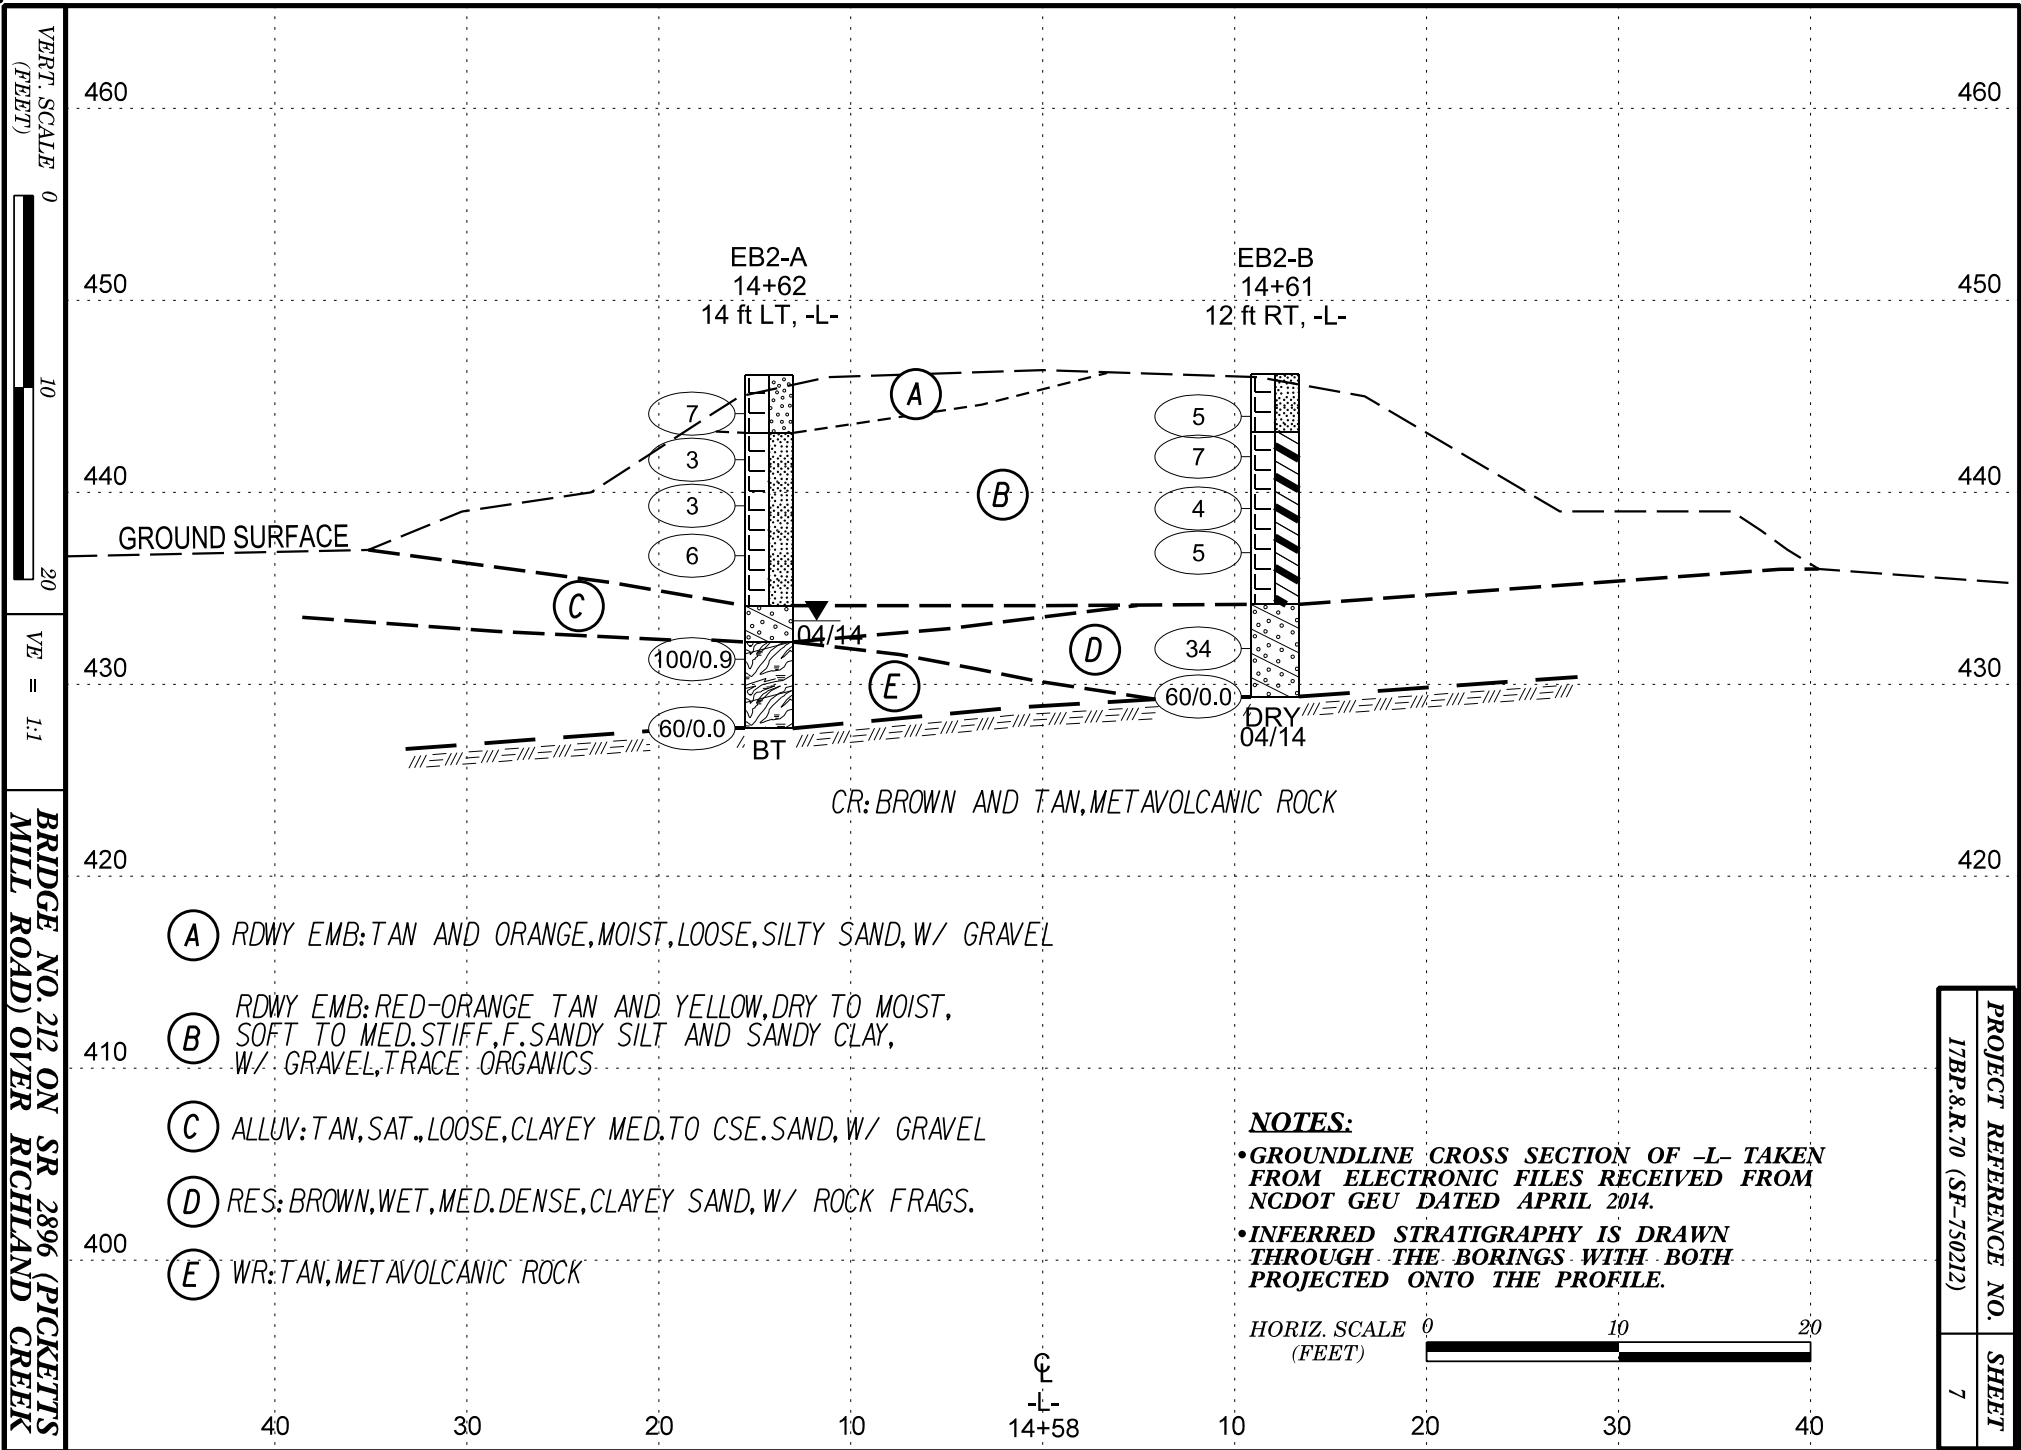 VERT. SCALE
(FEET)
0
10
20
VE = 1:1
BRIDGE NO. 212 ON SR 2896 (PICKETTS
MILL ROAD) OVER RICHLAND CREEK
460
460
450
450
440
440
430
430
420
420
410
400
EB2-A
14+62
14 ft LT, -L-
EB2-B
14+61
12 ft RT, -L-
A
7
5
3
7
B
3
4
GROUND SURFACE
6
5
C
04/14
D
34
100/0.9
E
60/0.0
60/0.0
BT
DRY
04/14
CR: BROWN AND TAN, METAVOLCANIC ROCK
A RDWY EMB: TAN AND ORANGE, MOIST, LOOSE, SILTY SAND, W/ GRAVEL
B RDWY EMB: RED-ORANGE TAN AND YELLOW, DRY TO MOIST,
SOFT TO MED. STIFF, F. SANDY SILT AND SANDY CLAY,
W/ GRAVEL, TRACE ORGANICS
C ALLUV: TAN, SAT., LOOSE, CLAYEY MED. TO CSE. SAND, W/ GRAVEL
D RES: BROWN, WET, MED. DENSE, CLAYEY SAND, W/ ROCK FRAGS.
E WR: TAN, METAVOLCANIC ROCK
NOTES:
•GROUNDLINE CROSS SECTION OF -L- TAKEN
FROM ELECTRONIC FILES RECEIVED FROM
NCDOT GEU DATED APRIL 2014.
•INFERRED STRATIGRAPHY IS DRAWN
THROUGH THE BORINGS WITH BOTH
PROJECTED ONTO THE PROFILE.
HORIZ. SCALE
(FEET)
0 10 20
℄
-L-
14+58
40 30 20 10 10 20 30 40
PROJECT REFERENCE NO.
17BP.8.R.70 (SF-750212)
SHEET
7